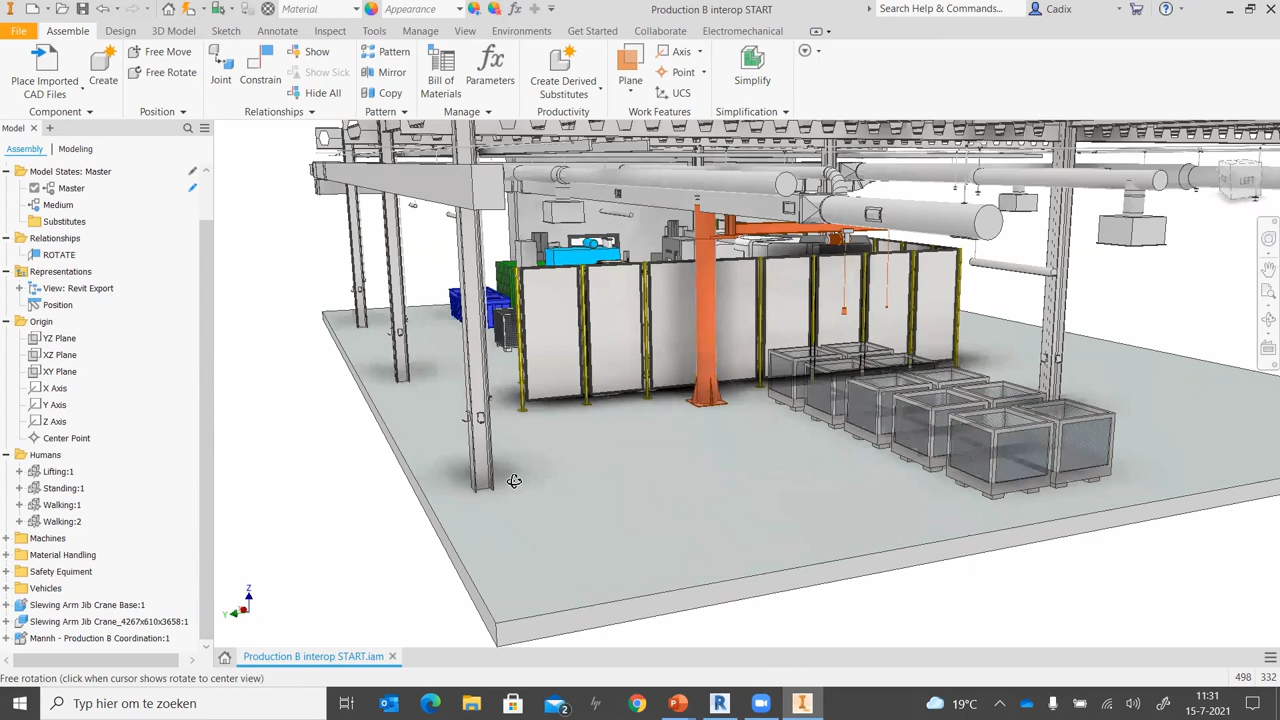 Material
Appearance
Production B interop START
Search Help & Commands...
Cadix
File
Assemble
Design
3D Model
Sketch
Annotate
Inspect
Tools
Manage
View
Environments
Get Started
Collaborate
Electromechanical
Place Imported
CAD Files
Create
Free Move
Free Rotate
Joint
Constrain
Show
Show Sick
Hide All
Pattern
Mirror
Copy
Bill of
Materials
Parameters
Create Derived
Substitutes
Plane
Axis
Point
UCS
Simplify
Component
Position
Relationships
Pattern
Manage
Productivity
Work Features
Simplification
Model
Assembly
Modeling
Model States: Master
Master
Medium
Substitutes
Relationships
ROTATE
Representations
View: Revit Export
Position
Origin
YZ Plane
XZ Plane
XY Plane
X Axis
Y Axis
Z Axis
Center Point
Humans
Lifting:1
Standing:1
Walking:1
Walking:2
Machines
Material Handling
Safety Equipment
Vehicles
Slewing Arm Jib Crane Base:1
Slewing Arm Jib Crane_4267x610x3658:1
Mannh - Production B Coordination:1
LEFT
Z
Y
Production B interop START.iam
Free rotation (click when cursor shows rotate to center view)
498
332
Typ hier om te zoeken
2
19°C
11:31
15-7-2021